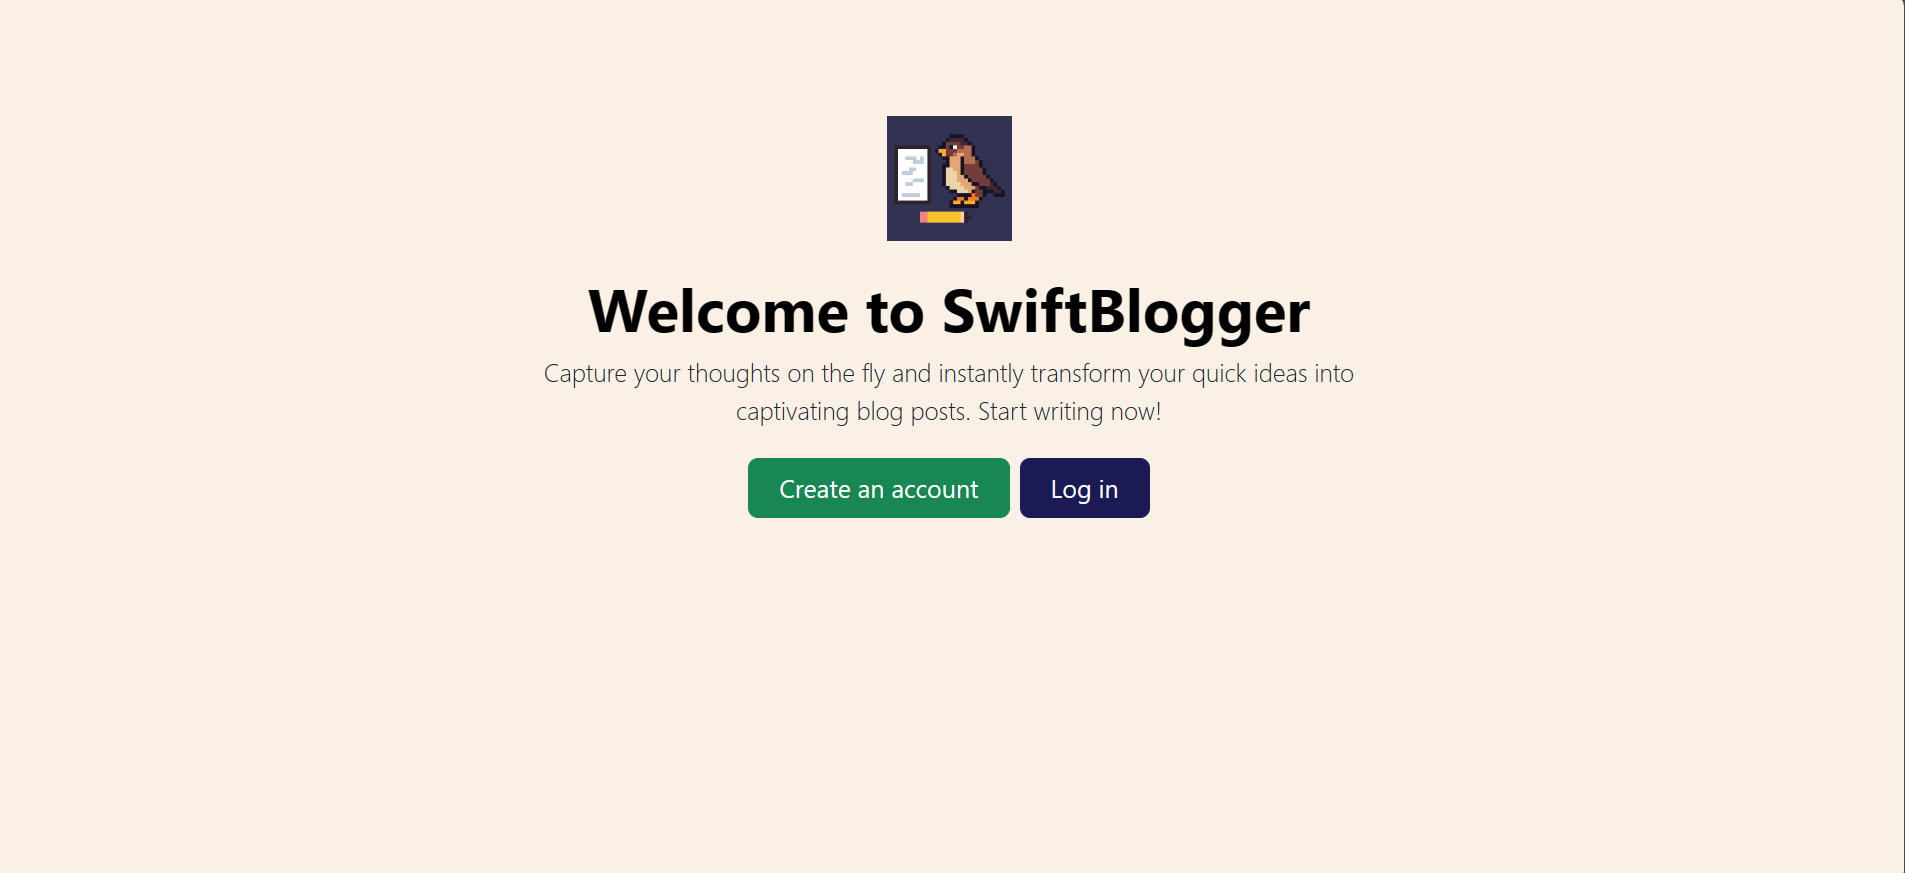 Welcome to SwiftBlogger
Capture your thoughts on the fly and instantly transform your quick ideas into
captivating blog posts. Start writing now!
Create an account
Log in